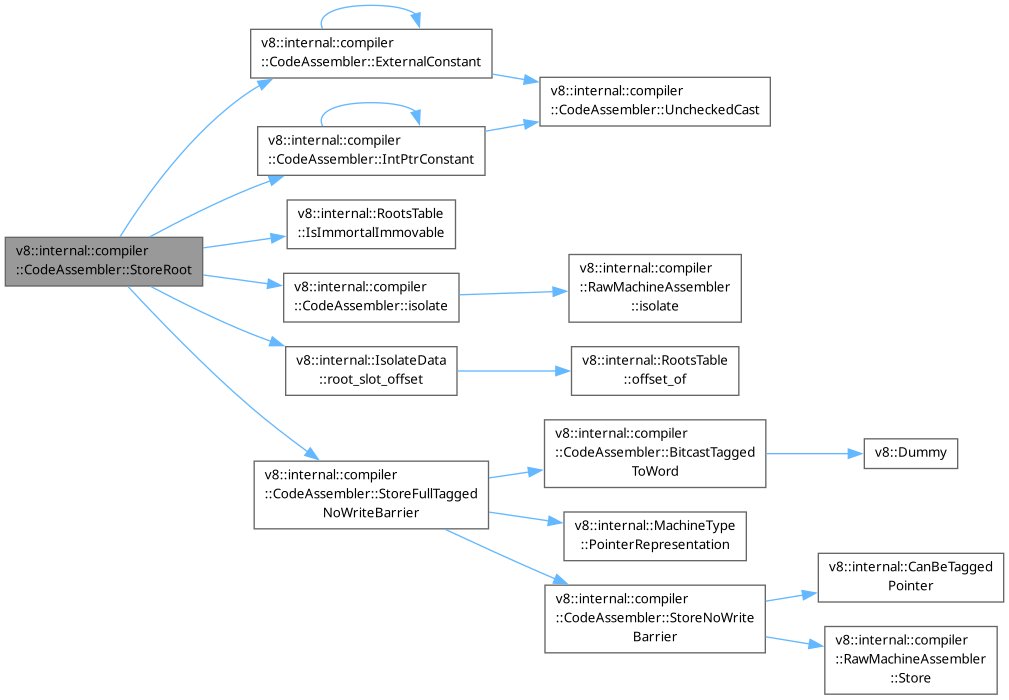 v8::internal::compiler
::CodeAssembler::ExternalConstant
v8::internal::compiler
::CodeAssembler::UncheckedCast
v8::internal::compiler
::CodeAssembler::IntPtrConstant
v8::internal::RootsTable
::IsImmortalImmovable
v8::internal::compiler
::CodeAssembler::StoreRoot
v8::internal::compiler
::CodeAssembler::isolate
v8::internal::compiler
::RawMachineAssembler
::isolate
v8::internal::IsolateData
::root_slot_offset
v8::internal::RootsTable
::offset_of
v8::internal::compiler
::CodeAssembler::StoreFullTagged
NoWriteBarrier
v8::internal::compiler
::CodeAssembler::BitcastTagged
ToWord
v8::Dummy
v8::internal::MachineType
::PointerRepresentation
v8::internal::compiler
::CodeAssembler::StoreNoWrite
Barrier
v8::internal::CanBeTagged
Pointer
v8::internal::compiler
::RawMachineAssembler
::Store